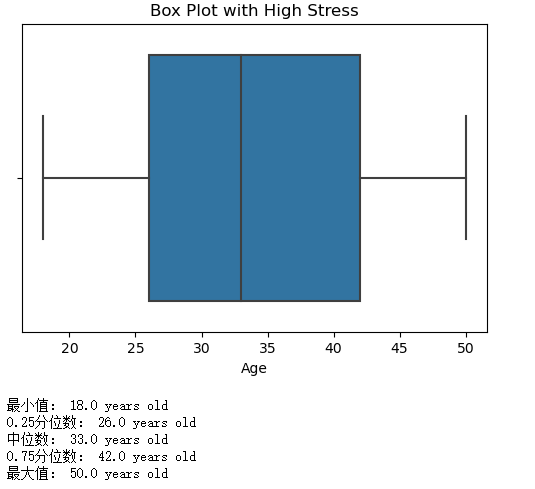 Box Plot with High Stress
20 25 30 35 40 45 50
Age
最小值： 18.0 years old
0.25分位数： 26.0 years old
中位数： 33.0 years old
0.75分位数： 42.0 years old
最大值： 50.0 years old